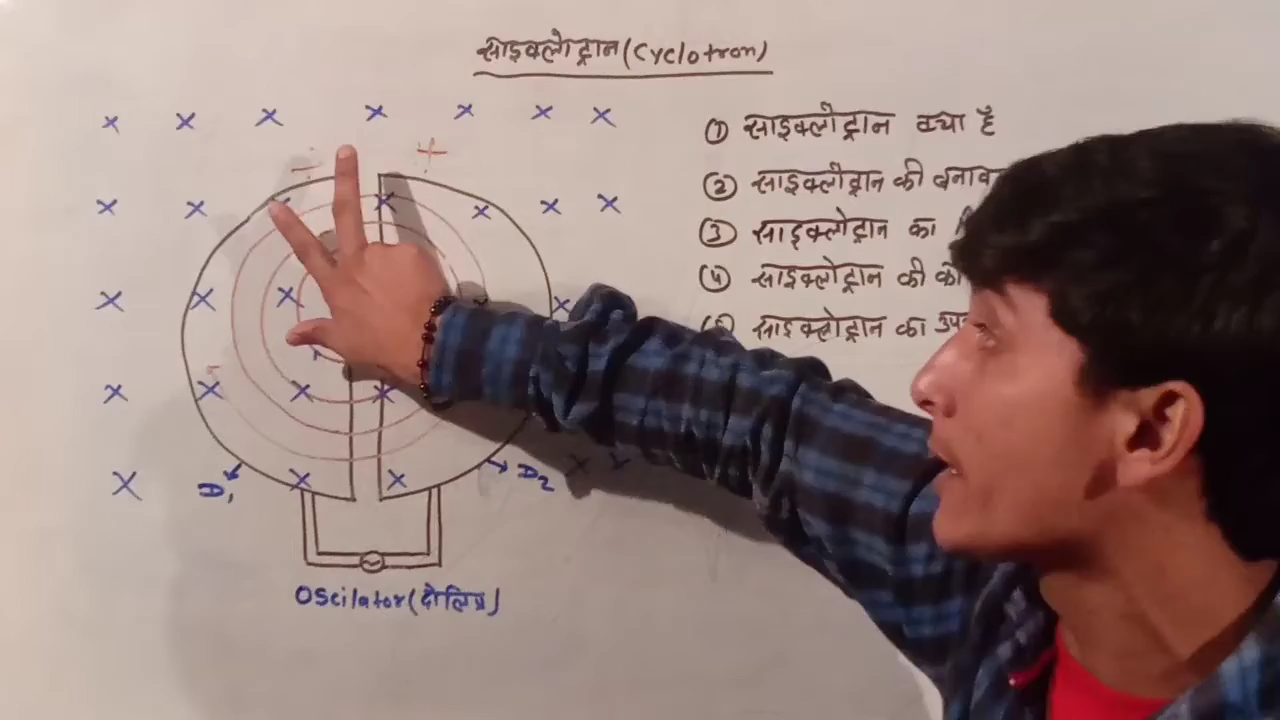 साइक्लोट्रान (Cyclotron)
① साइक्लोट्रान क्या है
② साइक्लोट्रान की
③ साइक्लोट्रान का
④ साइक्लोट्रान की
साइक्लोट्रान का
- +
D₁
D₂
OScilator (दोलित्र)